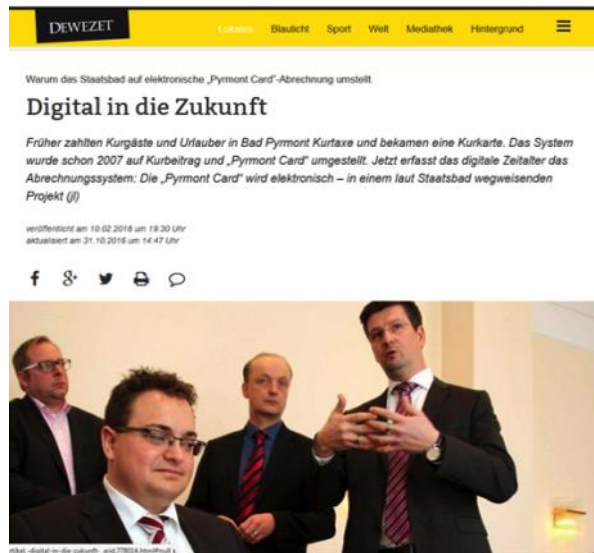 DEWEZET
Lokales Blaulicht Sport Welt Mediathek Hintergrund
Warum das Staatsbad auf elektronische „Pyrmont Card“-Abrechnung umstellt
Digital in die Zukunft
Früher zahlten Kurgäste und Urlauber in Bad Pyrmont Kurtaxe und bekamen eine Kurkarte. Das System
wurde schon 2007 auf Kurbeitrag und „Pyrmont Card“ umgestellt. Jetzt erfasst das digitale Zeitalter das
Abrechnungssystem: Die „Pyrmont Card“ wird elektronisch – in einem laut Staatsbad wegweisenden
Projekt (jl)
veröffentlicht am 10.02.2016 um 19:30 Uhr
aktualisiert am 31.10.2016 um 14:47 Uhr